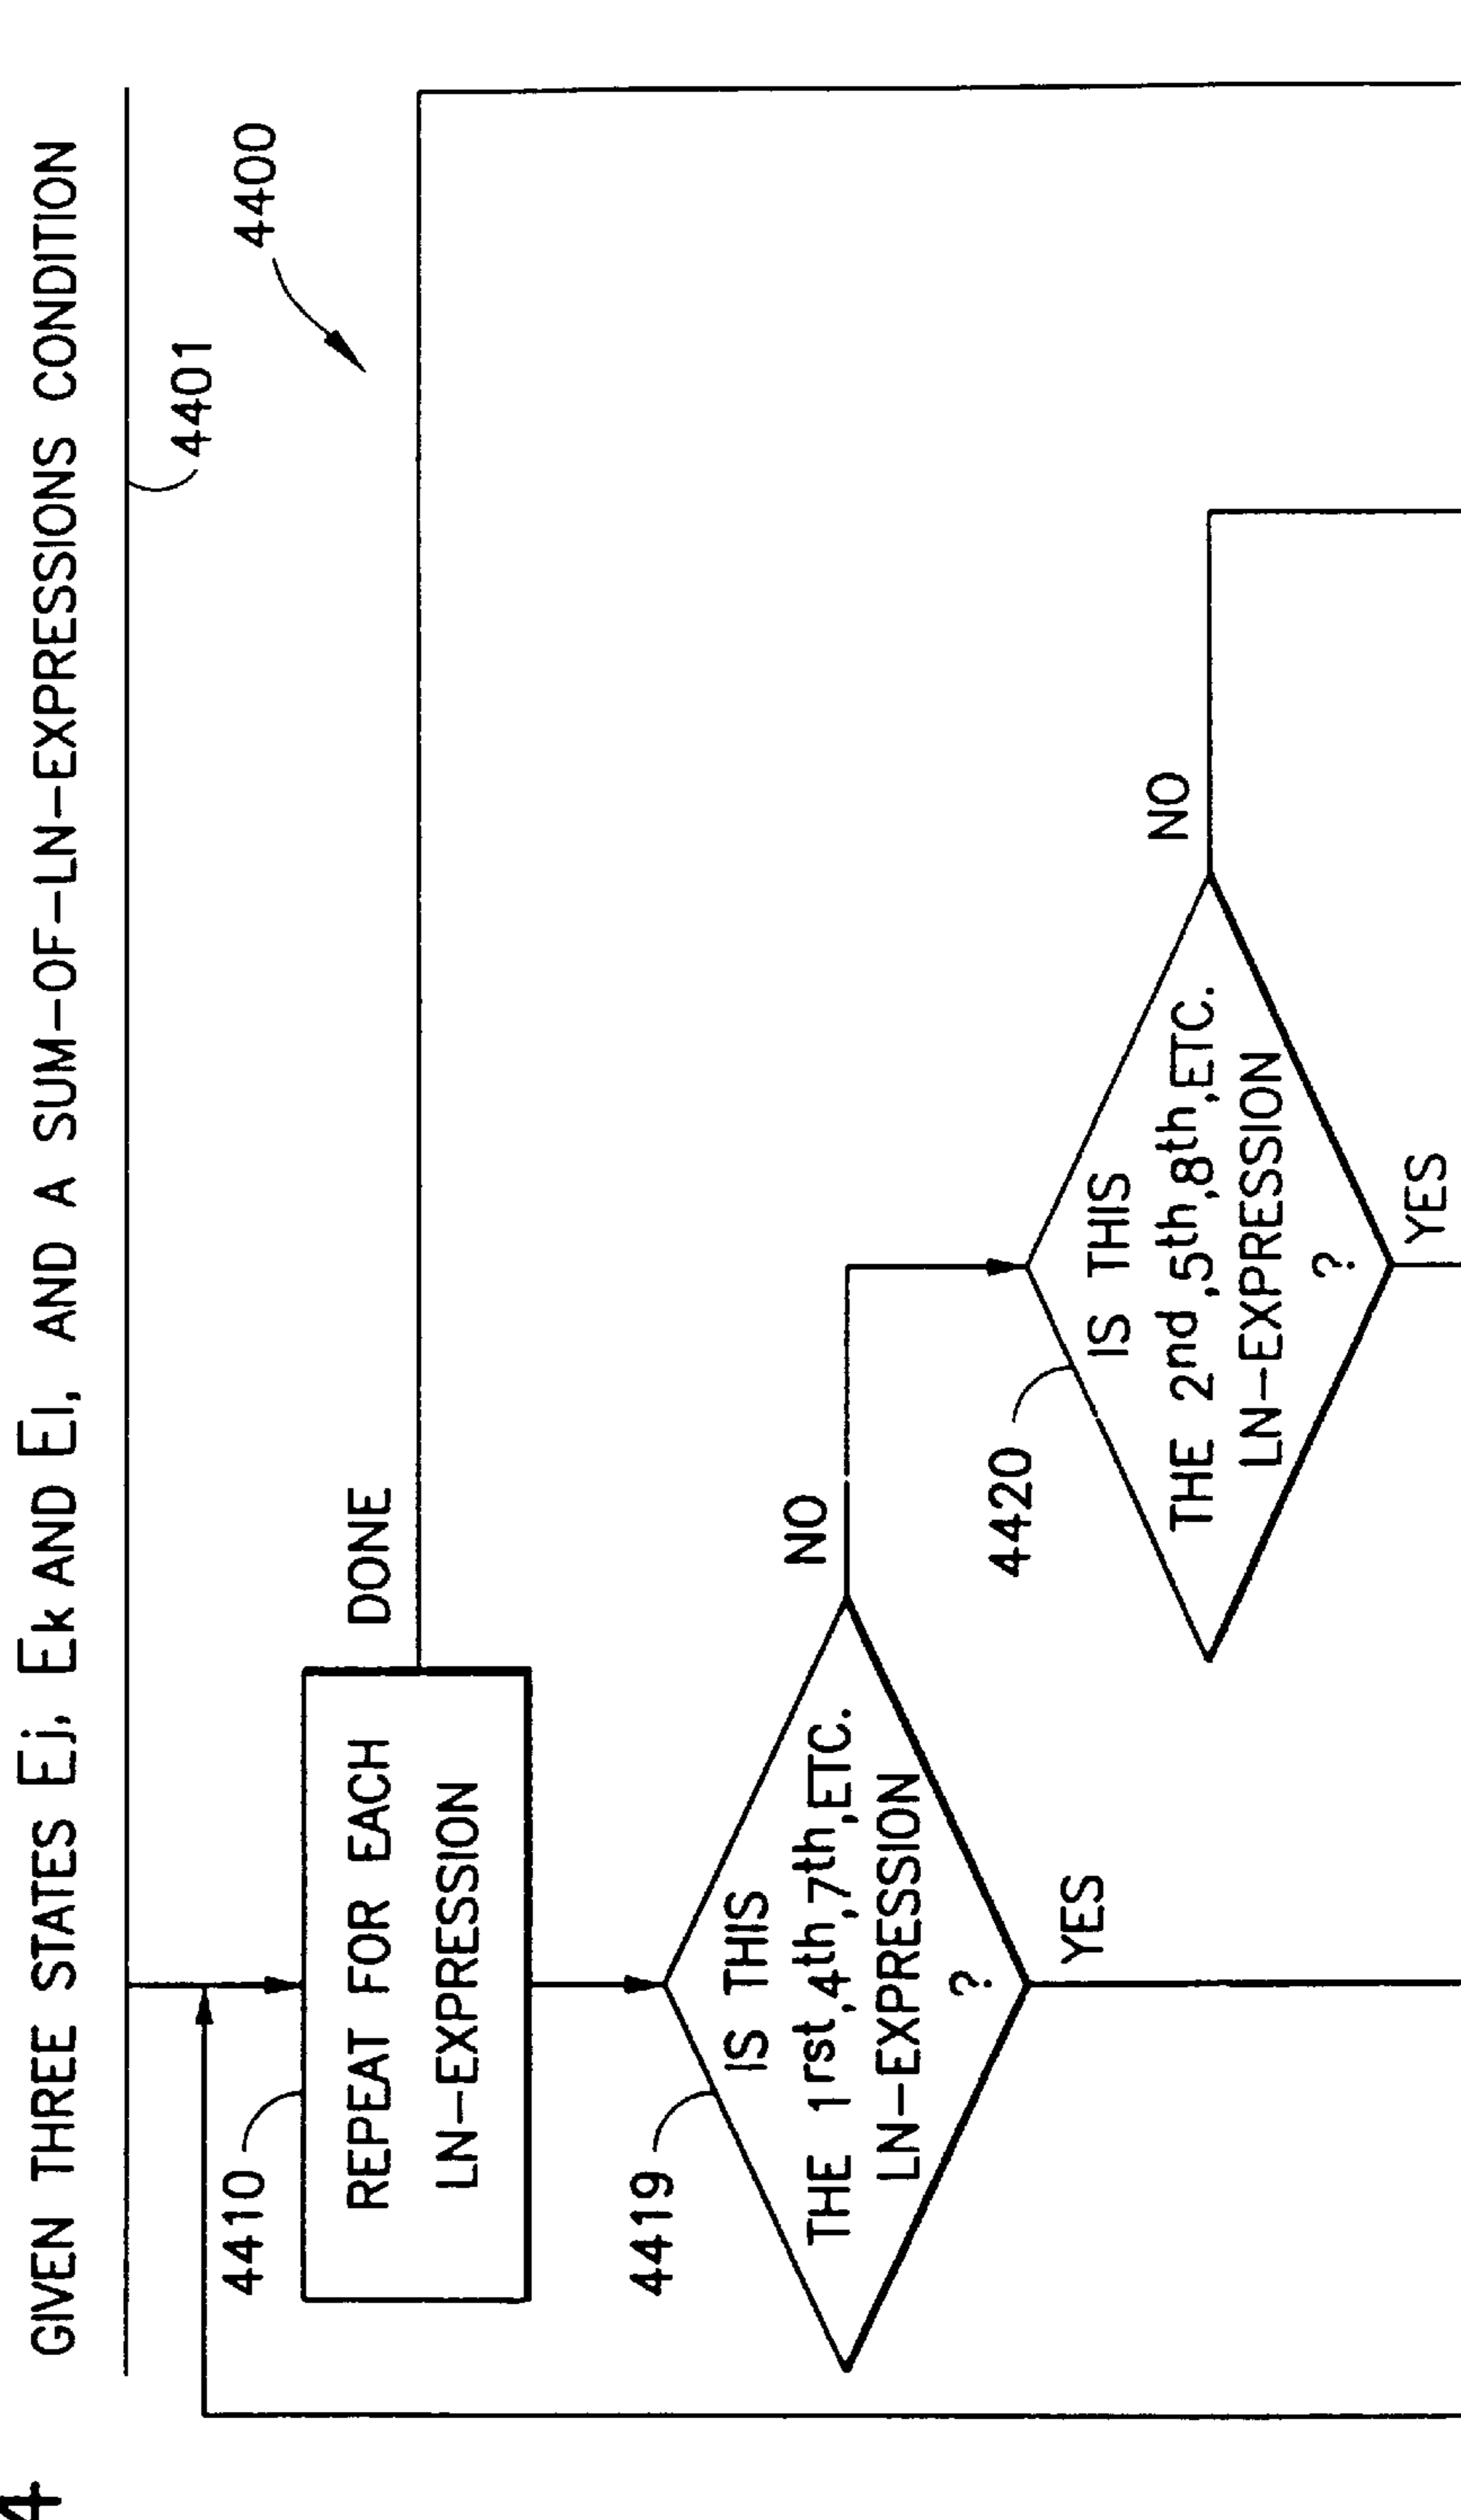 GIVEN THREE STATES Ej, Ek AND El, AND A SUM-OF-LN-EXPRESSIONS CONDITION
4401
4400
4410
REPEAT FOR EACH
LN-EXPRESSION
DONE
4419
IS THIS
THE 1rst,4th,7th,ETC.
LN-EXPRESSION
?
NO
YES
4420
IS THIS
THE 2nd,5th,8th,ETC.
LN-EXPRESSION
?
NO
YES